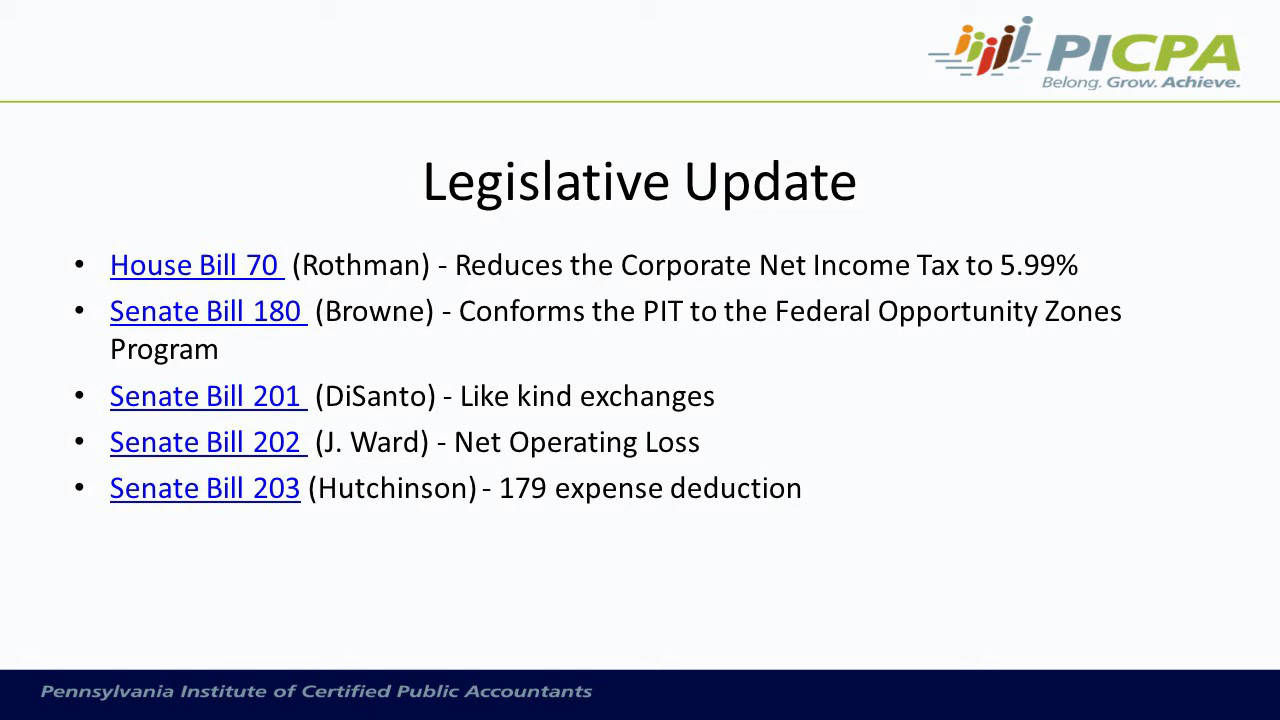 PICPA
Belong. Grow. Achieve.
Legislative Update
• House Bill 70 (Rothman) - Reduces the Corporate Net Income Tax to 5.99%
• Senate Bill 180 (Browne) - Conforms the PIT to the Federal Opportunity Zones
Program
• Senate Bill 201 (DiSanto) - Like kind exchanges
• Senate Bill 202 (J. Ward) - Net Operating Loss
• Senate Bill 203 (Hutchinson) - 179 expense deduction
Pennsylvania Institute of Certified Public Accountants